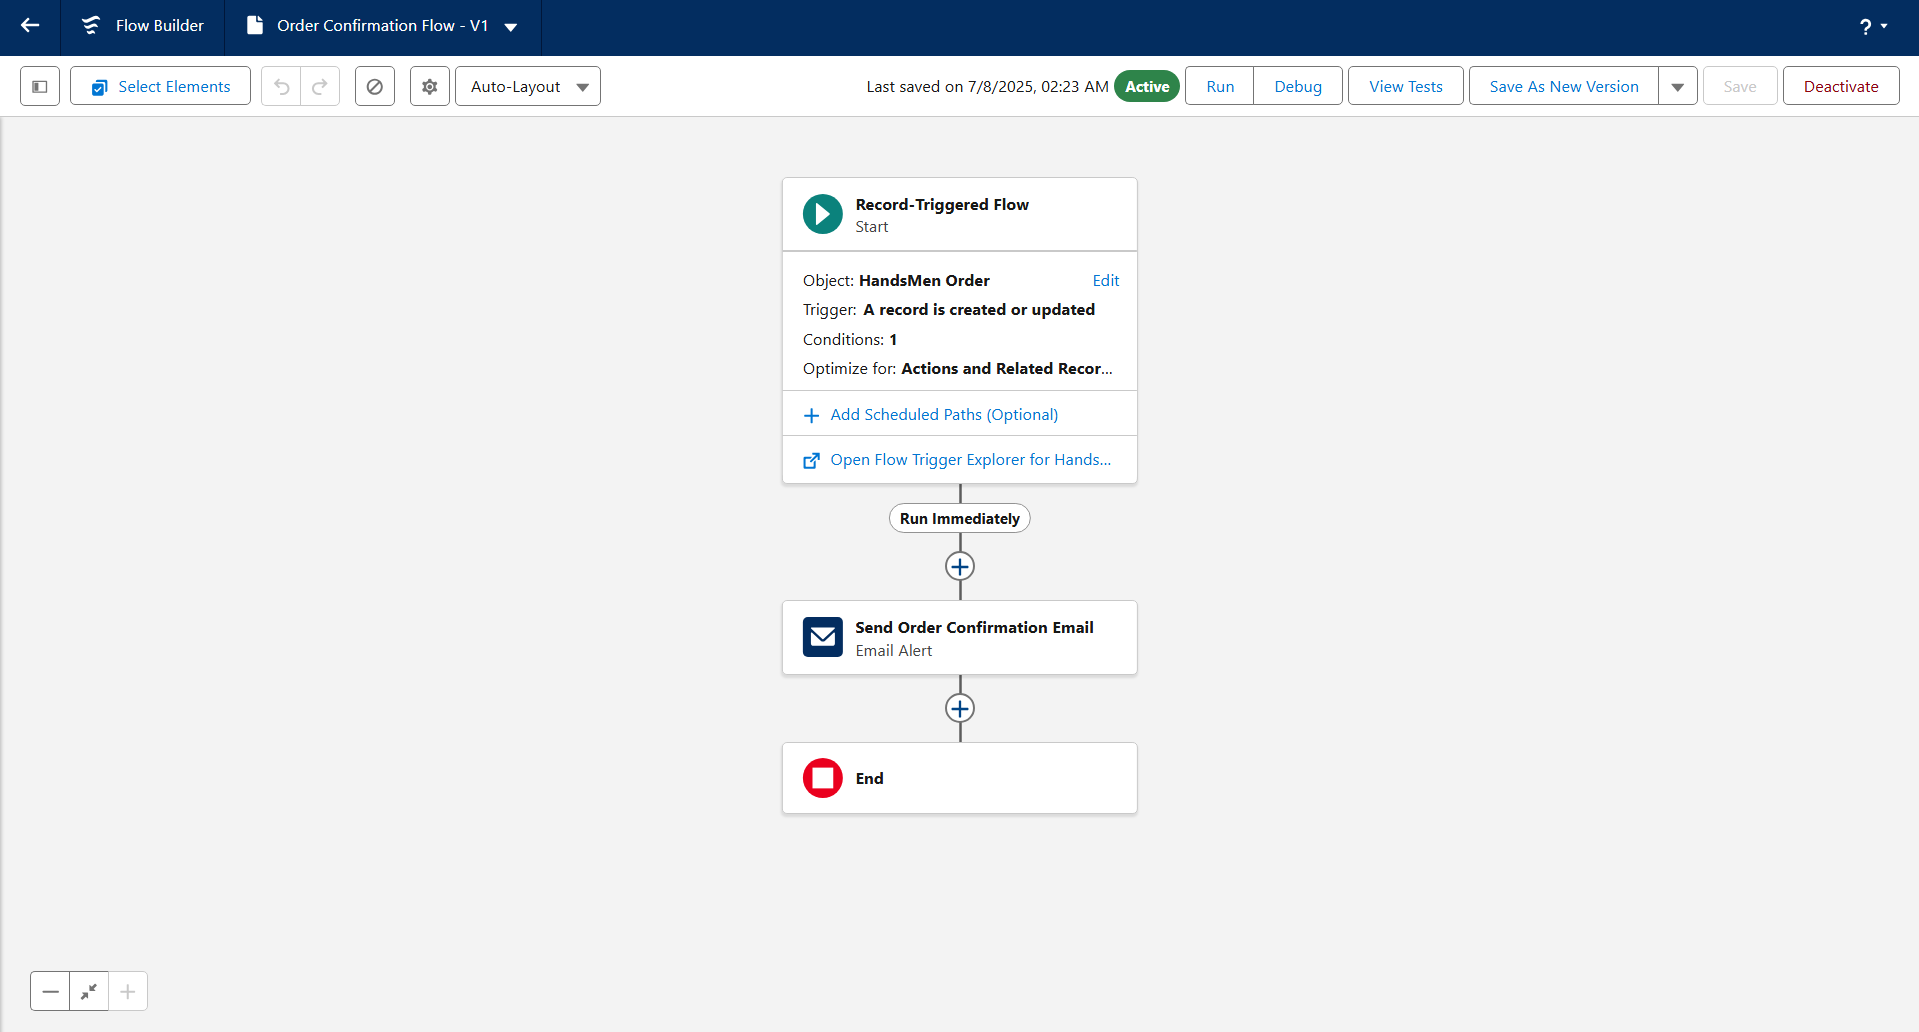 Flow Builder
Order Confirmation Flow - V1
?
Select Elements
Auto-Layout
Last saved on 7/8/2025, 02:23 AM
Active
Run
Debug
View Tests
Save As New Version
Save
Deactivate
Record-Triggered Flow
Start
Object: HandsMen Order
Edit
Trigger: A record is created or updated
Conditions: 1
Optimize for: Actions and Related Recor...
Add Scheduled Paths (Optional)
Open Flow Trigger Explorer for Hands...
Run Immediately
Send Order Confirmation Email
Email Alert
End